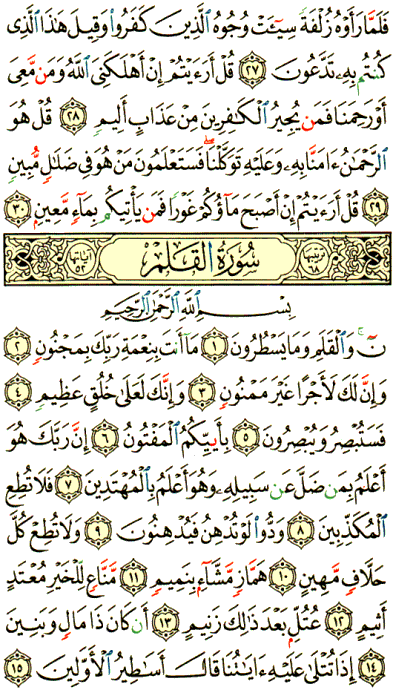 فَلَمَّا رَأَوْهُ زُلْفَةً سِيٓـَٔتْ وُجُوهُ ٱلَّذِينَ كَفَرُوا۟ وَقِيلَ هَٰذَا ٱلَّذِى
كُنتُم بِهِۦ تَدَّعُونَ ٢٧ قُلْ أَرَءَيْتُمْ إِنْ أَهْلَكَنِىَ ٱللَّهُ وَمَن مَّعِىَ
أَوْ رَحِمَنَا فَمَن يُجِيرُ ٱلْكَٰفِرِينَ مِنْ عَذَابٍ أَلِيمٍ ٢٨ قُلْ هُوَ
ٱلرَّحْمَٰنُ ءَامَنَّا بِهِۦ وَعَلَيْهِ تَوَكَّلْنَا ۖ فَسَتَعْلَمُونَ مَنْ هُوَ فِى ضَلَٰلٍ مُّبِينٍ
٢٩ قُلْ أَرَءَيْتُمْ إِنْ أَصْبَحَ مَآؤُكُمْ غَوْرًا فَمَن يَأْتِيكُم بِمَآءٍ مَّعِينٍۭ ٣٠
ترتيبها ٦٨ سُورَةُ القَلَمِ آياتها ٥٢
بِسْمِ ٱللَّهِ ٱلرَّحْمَٰنِ ٱلرَّحِيمِ
نٓ ۚ وَٱلْقَلَمِ وَمَا يَسْطُرُونَ ١ مَآ أَنتَ بِنِعْمَةِ رَبِّكَ بِمَجْنُونٍ ٢
وَإِنَّ لَكَ لَأَجْرًا غَيْرَ مَمْنُونٍ ٣ وَإِنَّكَ لَعَلَىٰ خُلُقٍ عَظِيمٍ ٤
فَسَتُبْصِرُ وَيُبْصِرُونَ ٥ بِأَييِّكُمُ ٱلْمَفْتُونُ ٦ إِنَّ رَبَّكَ هُوَ
أَعْلَمُ بِمَن ضَلَّ عَن سَبِيلِهِۦ وَهُوَ أَعْلَمُ بِٱلْمُهْتَدِينَ ٧ فَلَا تُطِعِ
ٱلْمُكَذِّبِينَ ٨ وَدُّوا۟ لَوْ تُدْهِنُ فَيُدْهِنُونَ ٩ وَلَا تُطِعْ كُلَّ
حَلَّافٍ مَّهِينٍ ١٠ هَمَّازٍ مَّشَّآءٍۭ بِنَمِيمٍ ١١ مَّنَّاعٍ لِّلْخَيْرِ مُعْتَدٍ
أَثِيمٍ ١٢ عُتُلٍّۭ بَعْدَ ذَٰلِكَ زَنِيمٍ ١٣ أَن كَانَ ذَا مَالٍ وَبَنِينَ
١٤ إِذَا تُتْلَىٰ عَلَيْهِ ءَايَٰتُنَا قَالَ أَسَٰطِيرُ ٱلْأَوَّلِينَ ١٥